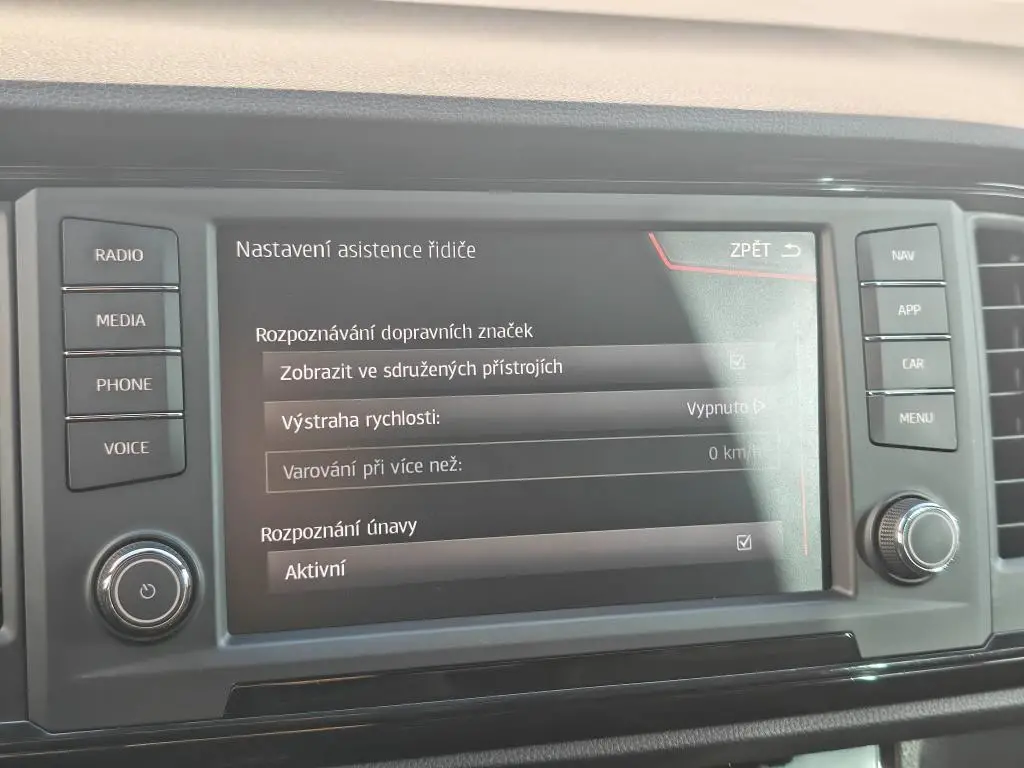 RADIO
MEDIA
PHONE
VOICE
Nastavení asistence řidiče
ZPĚT
Rozpoznávání dopravních značek
Zobrazit ve sdružených přístrojích
Výstraha rychlosti: Vypnuto
Varování při více než: 0 km/h
Rozpoznání únavy
Aktivní
NAV
APP
CAR
MENU